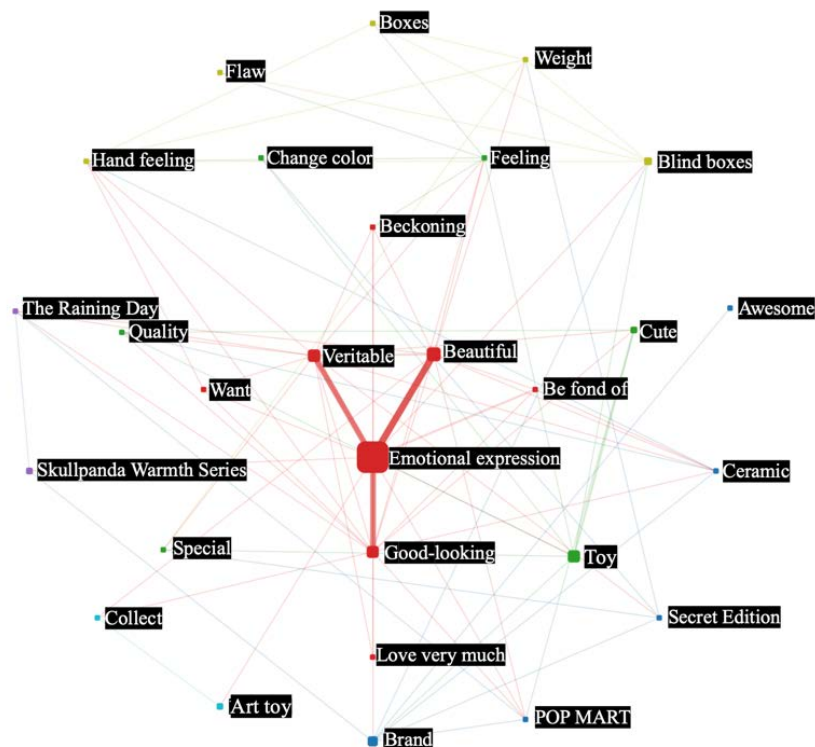 Boxes
Weight
Flaw
Hand feeling
Change color
Feeling
Blind boxes
Beckoning
The Raining Day
Awesome
Quality
Cute
Veritable
Beautiful
Want
Be fond of
Emotional expression
Skullpanda Warmth Series
Ceramic
Special
Good-looking
Toy
Collect
Secret Edition
Love very much
Art toy
POP MART
Brand